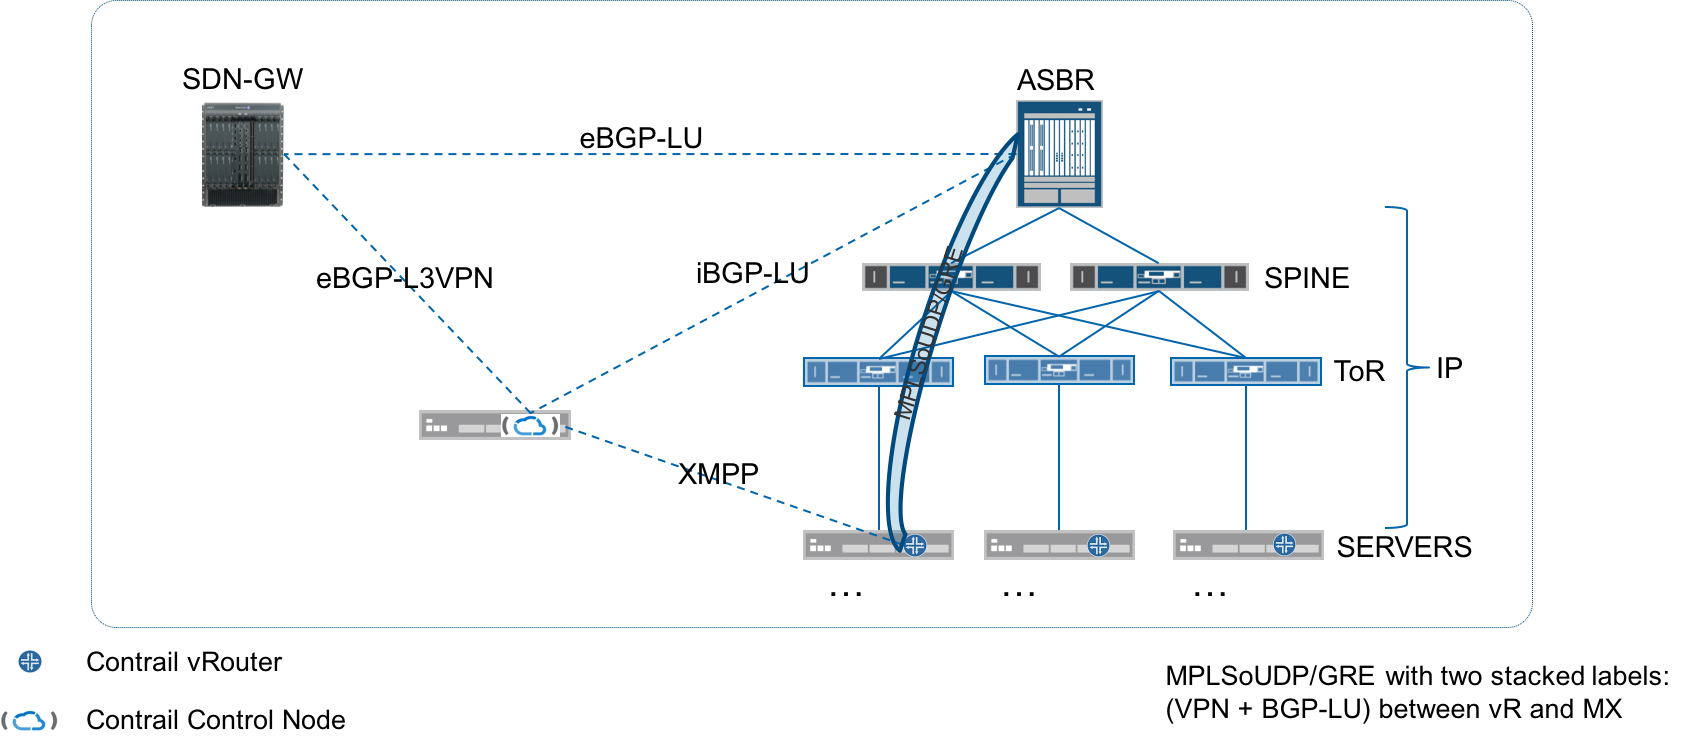 SDN-GW
ASBR
eBGP-LU
eBGP-L3VPN
iBGP-LU
MPLSoUDP/GRE
SPINE
ToR
IP
XMPP
SERVERS
...
...
...
Contrail vRouter
Contrail Control Node
MPLSoUDP/GRE with two stacked labels:
(VPN + BGP-LU) between vR and MX